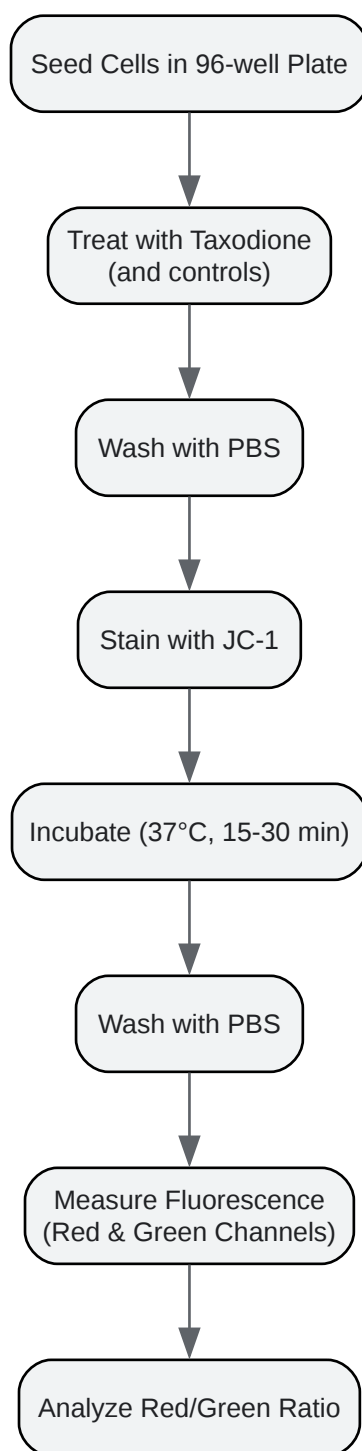 Seed Cells in 96-well Plate
Treat with Taxodione
(and controls)
Wash with PBS
Stain with JC-1
Incubate (37°C, 15-30 min)
Wash with PBS
Measure Fluorescence
(Red & Green Channels)
Analyze Red/Green Ratio